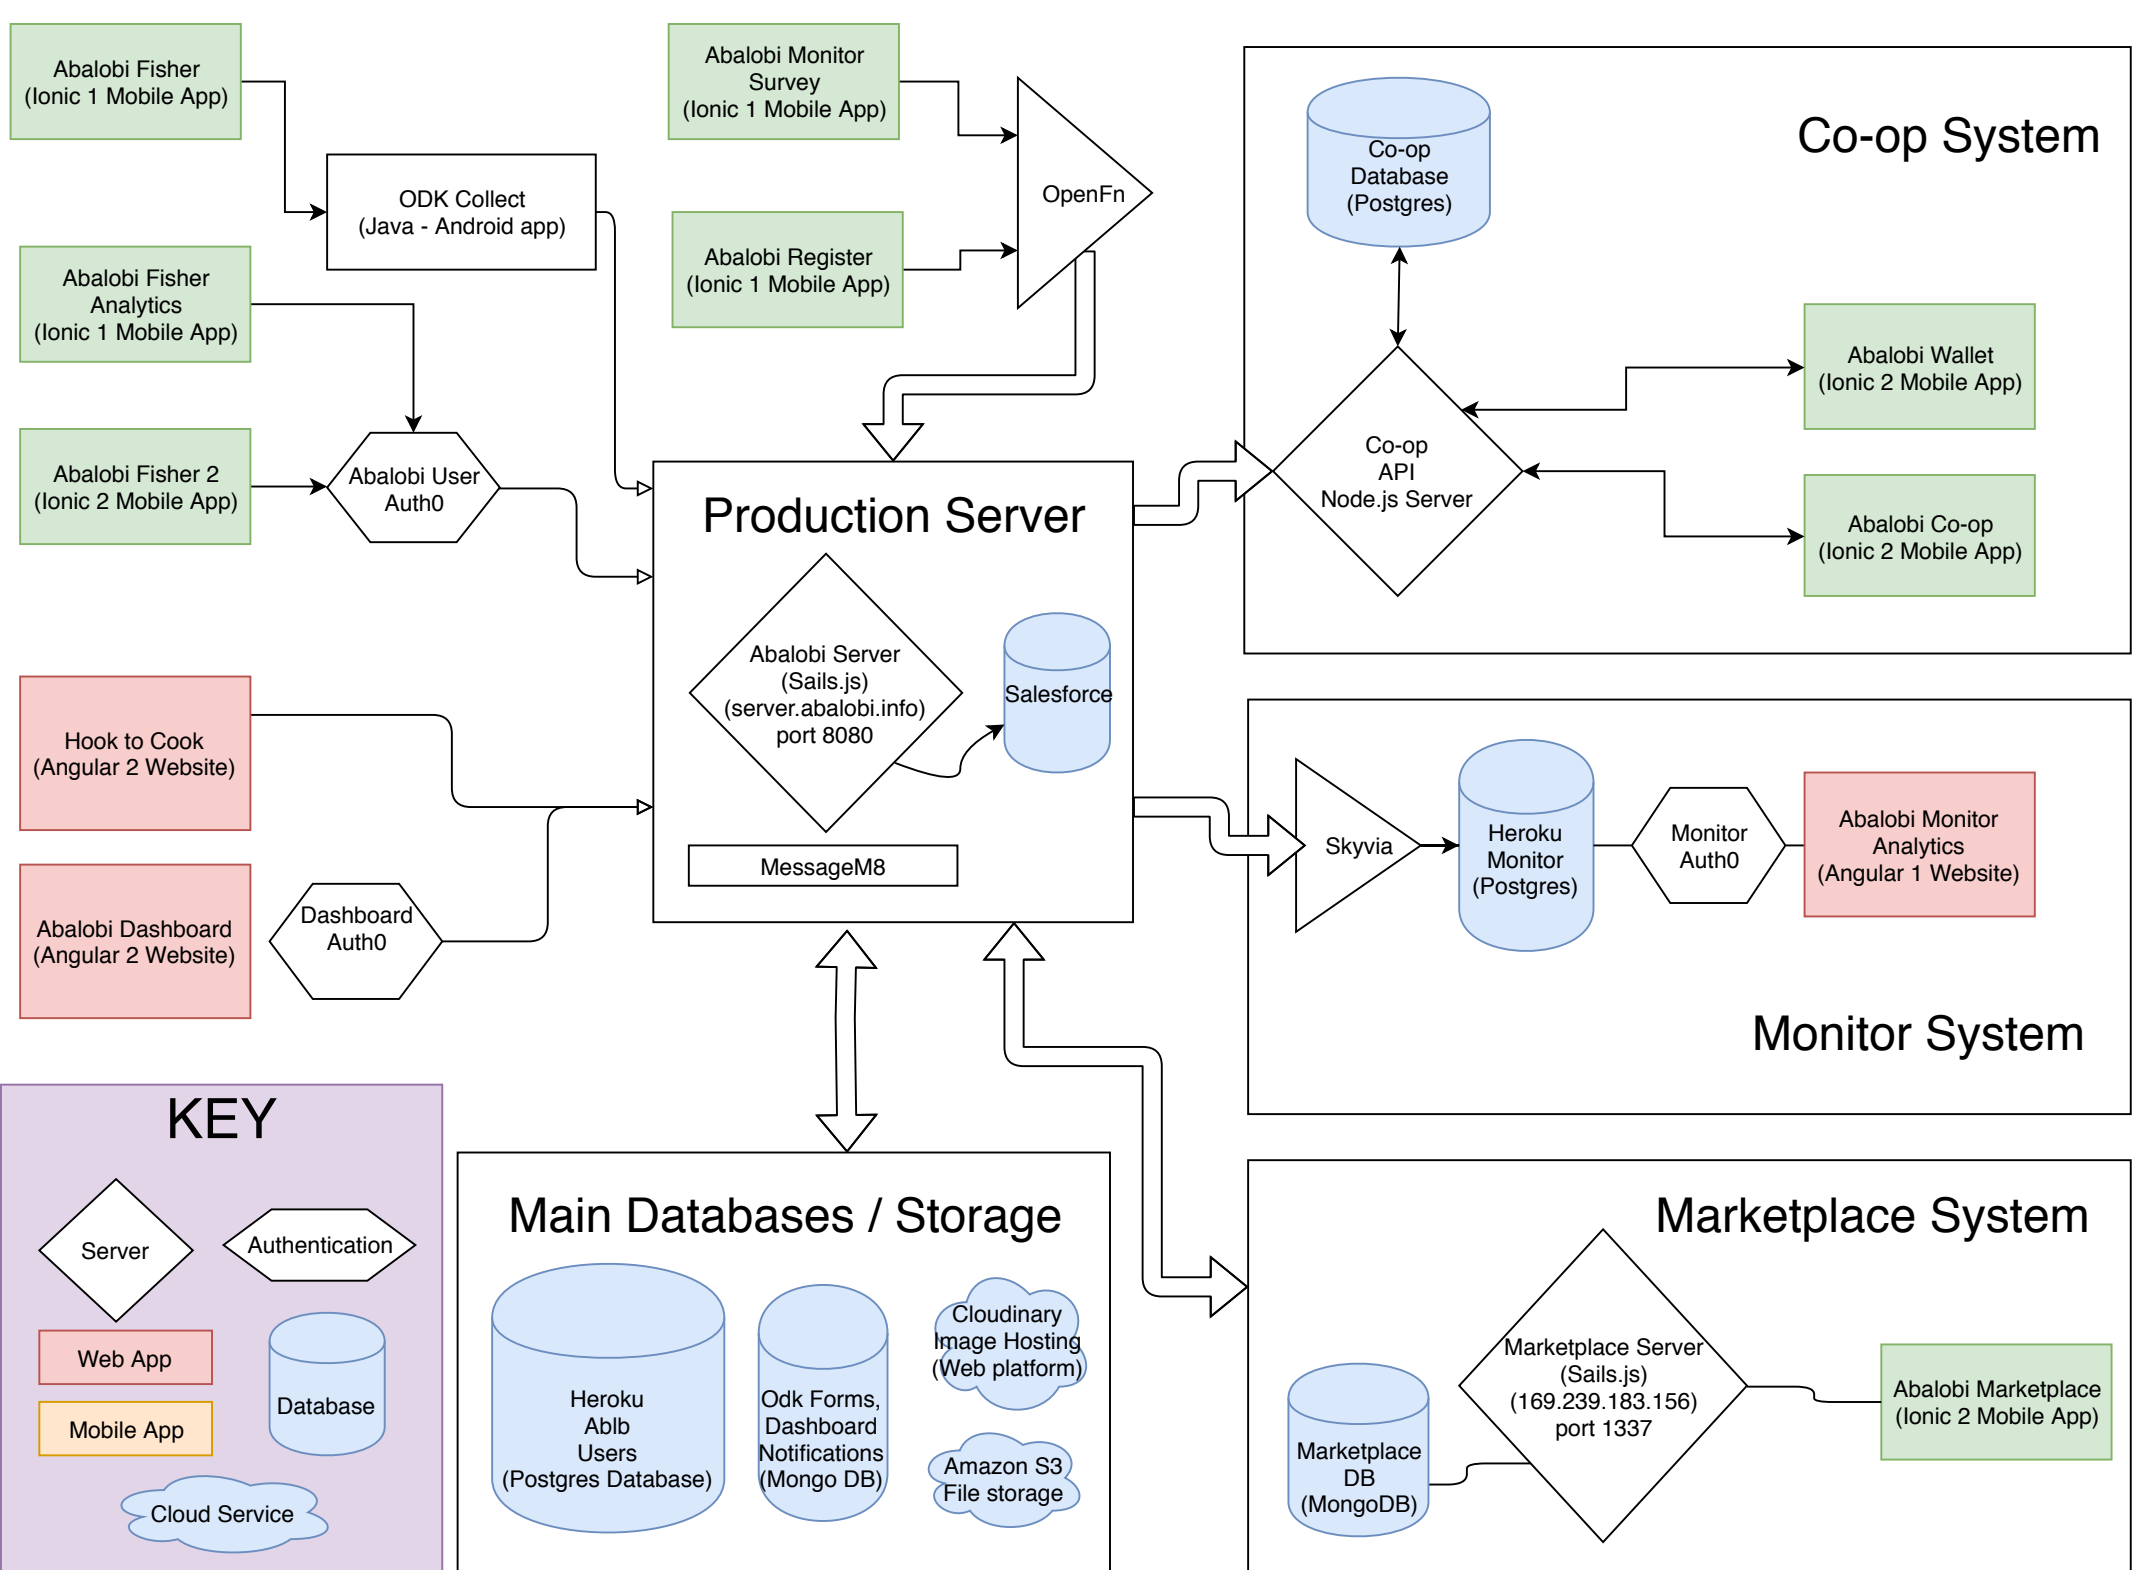 Abalobi Fisher
(Ionic 1 Mobile App)
Abalobi Monitor
Survey
(Ionic 1 Mobile App)
ODK Collect
(Java - Android app)
OpenFn
Abalobi Register
(Ionic 1 Mobile App)
Abalobi Fisher
Analytics
(Ionic 1 Mobile App)
Abalobi Fisher 2
(Ionic 2 Mobile App)
Abalobi User
Auth0
Hook to Cook
(Angular 2 Website)
Abalobi Dashboard
(Angular 2 Website)
Dashboard
Auth0
Production Server
Abalobi Server
(Sails.js)
(server.abalobi.info)
port 8080
Salesforce
MessageM8
Co-op System
Co-op
Database
(Postgres)
Co-op
API
Node.js Server
Abalobi Wallet
(Ionic 2 Mobile App)
Abalobi Co-op
(Ionic 2 Mobile App)
Skyvia
Heroku
Monitor
(Postgres)
Monitor
Auth0
Abalobi Monitor
Analytics
(Angular 1 Website)
Monitor System
KEY
Server
Authentication
Web App
Mobile App
Database
Cloud Service
Main Databases / Storage
Heroku
Ablb
Users
(Postgres Database)
Odk Forms,
Dashboard
Notifications
(Mongo DB)
Cloudinary
Image Hosting
(Web platform)
Amazon S3
File storage
Marketplace System
Marketplace Server
(Sails.js)
(169.239.183.156)
port 1337
Marketplace
DB
(MongoDB)
Abalobi Marketplace
(Ionic 2 Mobile App)